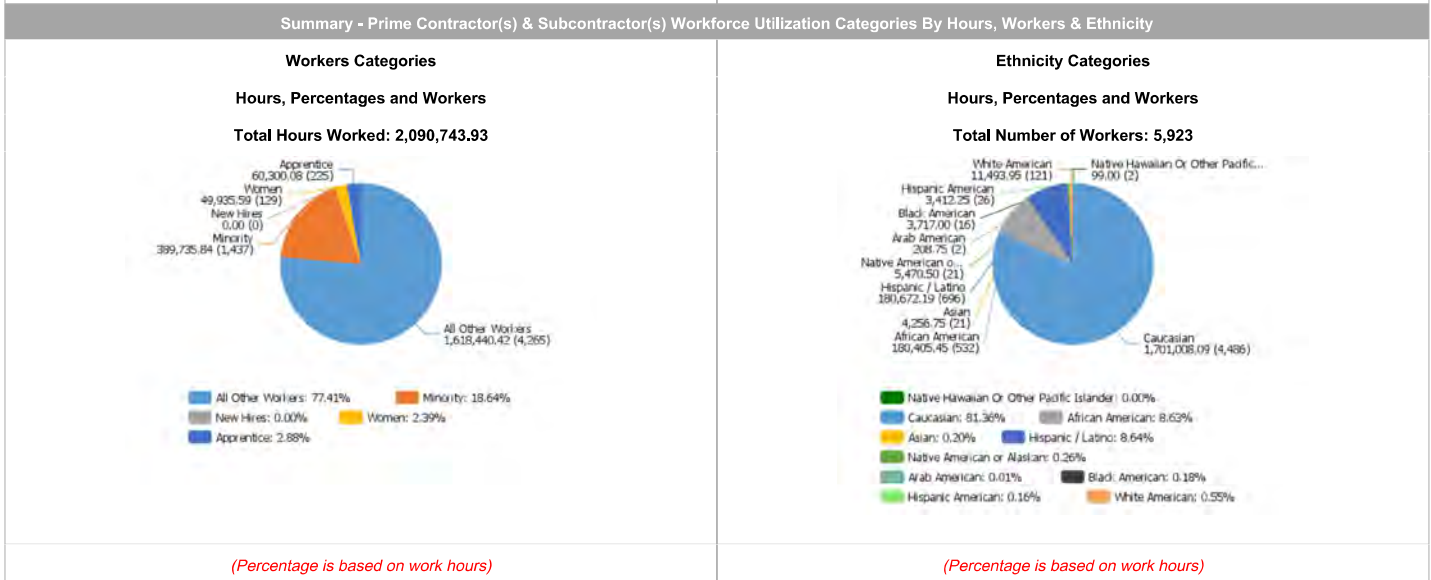 Summary - Prime Contractor(s) & Subcontractor(s) Workforce Utilization Categories By Hours, Workers & Ethnicity
Workers Categories
Hours, Percentages and Workers
Total Hours Worked: 2,090,743.93
Apprentice
60,300.08 (225)
Women
49,935.59 (129)
New Hires
0.00 (0)
Minority
389,735.84 (1,437)
All Other Workers
1,618,440.42 (4,265)
All Other Workers: 77.41%
Minority: 18.64%
New Hires: 0.00%
Women: 2.39%
Apprentice: 2.88%
(Percentage is based on work hours)
Ethnicity Categories
Hours, Percentages and Workers
Total Number of Workers: 5,923
White American
11,493.95 (121)
Native Hawaiian Or Other Pacific...
99.00 (2)
Hispanic American
3,412.25 (26)
Black American
3,717.00 (16)
Arab American
208.75 (2)
Native American o...
5,470.50 (21)
Hispanic / Latino
180,672.19 (696)
Asian
4,256.75 (21)
African American
180,405.45 (532)
Caucasian
1,701,008.09 (4,486)
Native Hawaiian Or Other Pacific Islander: 0.00%
Caucasian: 81.36%
African American: 8.63%
Asian: 0.20%
Hispanic / Latino: 8.64%
Native American or Alaskan: 0.26%
Arab American: 0.01%
Black American: 0.18%
Hispanic American: 0.16%
White American: 0.55%
(Percentage is based on work hours)